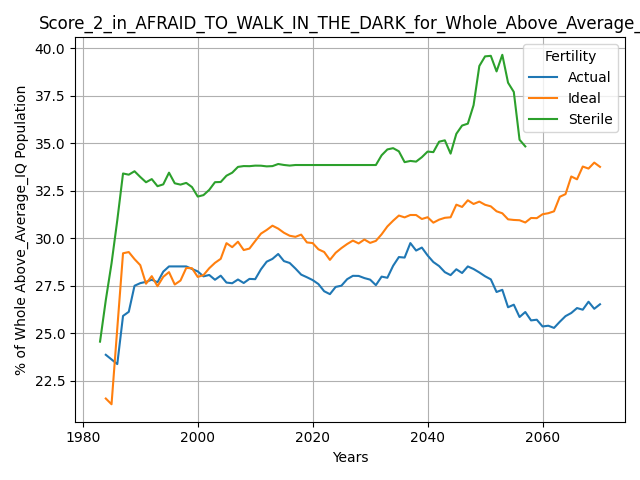 Score_2_in_AFRAID_TO_WALK_IN_THE_DARK_for_Whole_Above_Average_
40.0
37.5
35.0
32.5
30.0
27.5
25.0
22.5
% of Whole Above_Average_IQ Population
Fertility
Actual
Ideal
Sterile
1980
2000
2020
2040
2060
Years